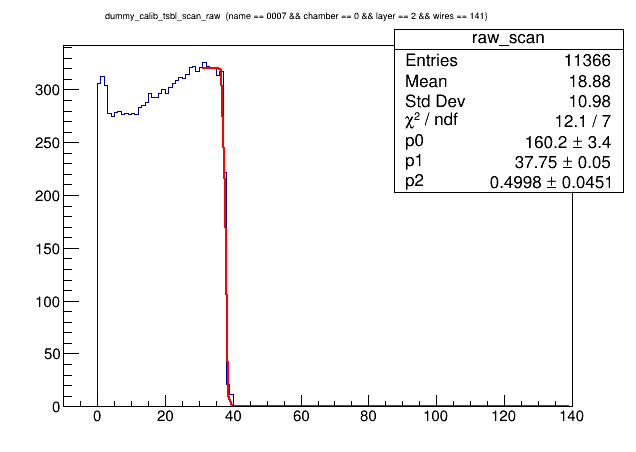 dummy_calib_tsbl_scan_raw (name == 0007 && chamber == 0 && layer == 2 && wires == 141)
raw_scan
Entries 11366
Mean 18.88
Std Dev 10.98
χ² / ndf 12.1 / 7
p0 160.2 ± 3.4
p1 37.75 ± 0.05
p2 0.4998 ± 0.0451
300
250
200
150
100
50
0
0 20 40 60 80 100 120 140